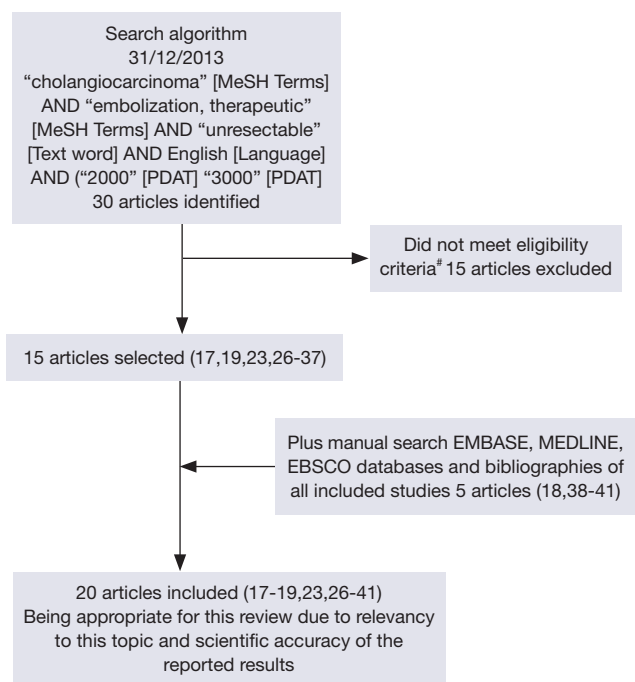 Search algorithm
31/12/2013
“cholangiocarcinoma” [MeSH Terms]
AND “embolization, therapeutic”
[MeSH Terms] AND “unresectable”
[Text word] AND English [Language]
AND (“2000” [PDAT] “3000” [PDAT]
30 articles identified
Did not meet eligibility
criteria# 15 articles excluded
15 articles selected (17,19,23,26-37)
Plus manual search EMBASE, MEDLINE,
EBSCO databases and bibliographies of
all included studies 5 articles (18,38-41)
20 articles included (17-19,23,26-41)
Being appropriate for this review due to relevancy
to this topic and scientific accuracy of the
reported results